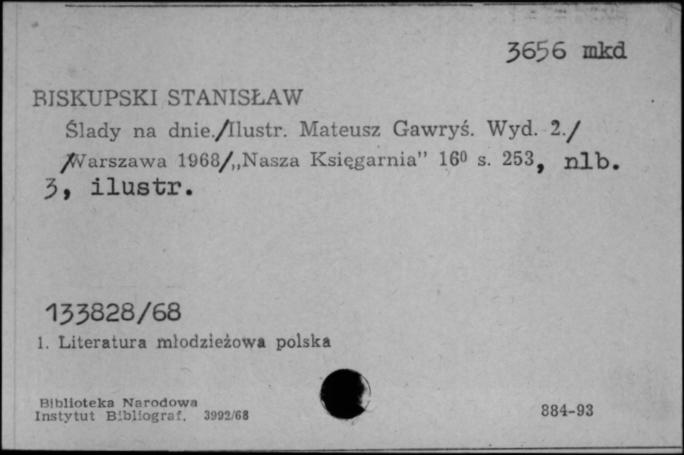 3656 mkd
BISKUPSKI STANISŁAW
Ślady na dnie./Ilustr. Mateusz Gawryś. Wyd. 2./
/Warszawa 1968/„Nasza Księgarnia” 16⁰ s. 253, nlb.
3, ilustr.
133828/68
1. Literatura młodzieżowa polska
Biblioteka Narodowa
Instytut Bibliograf. 3992/68
884-93